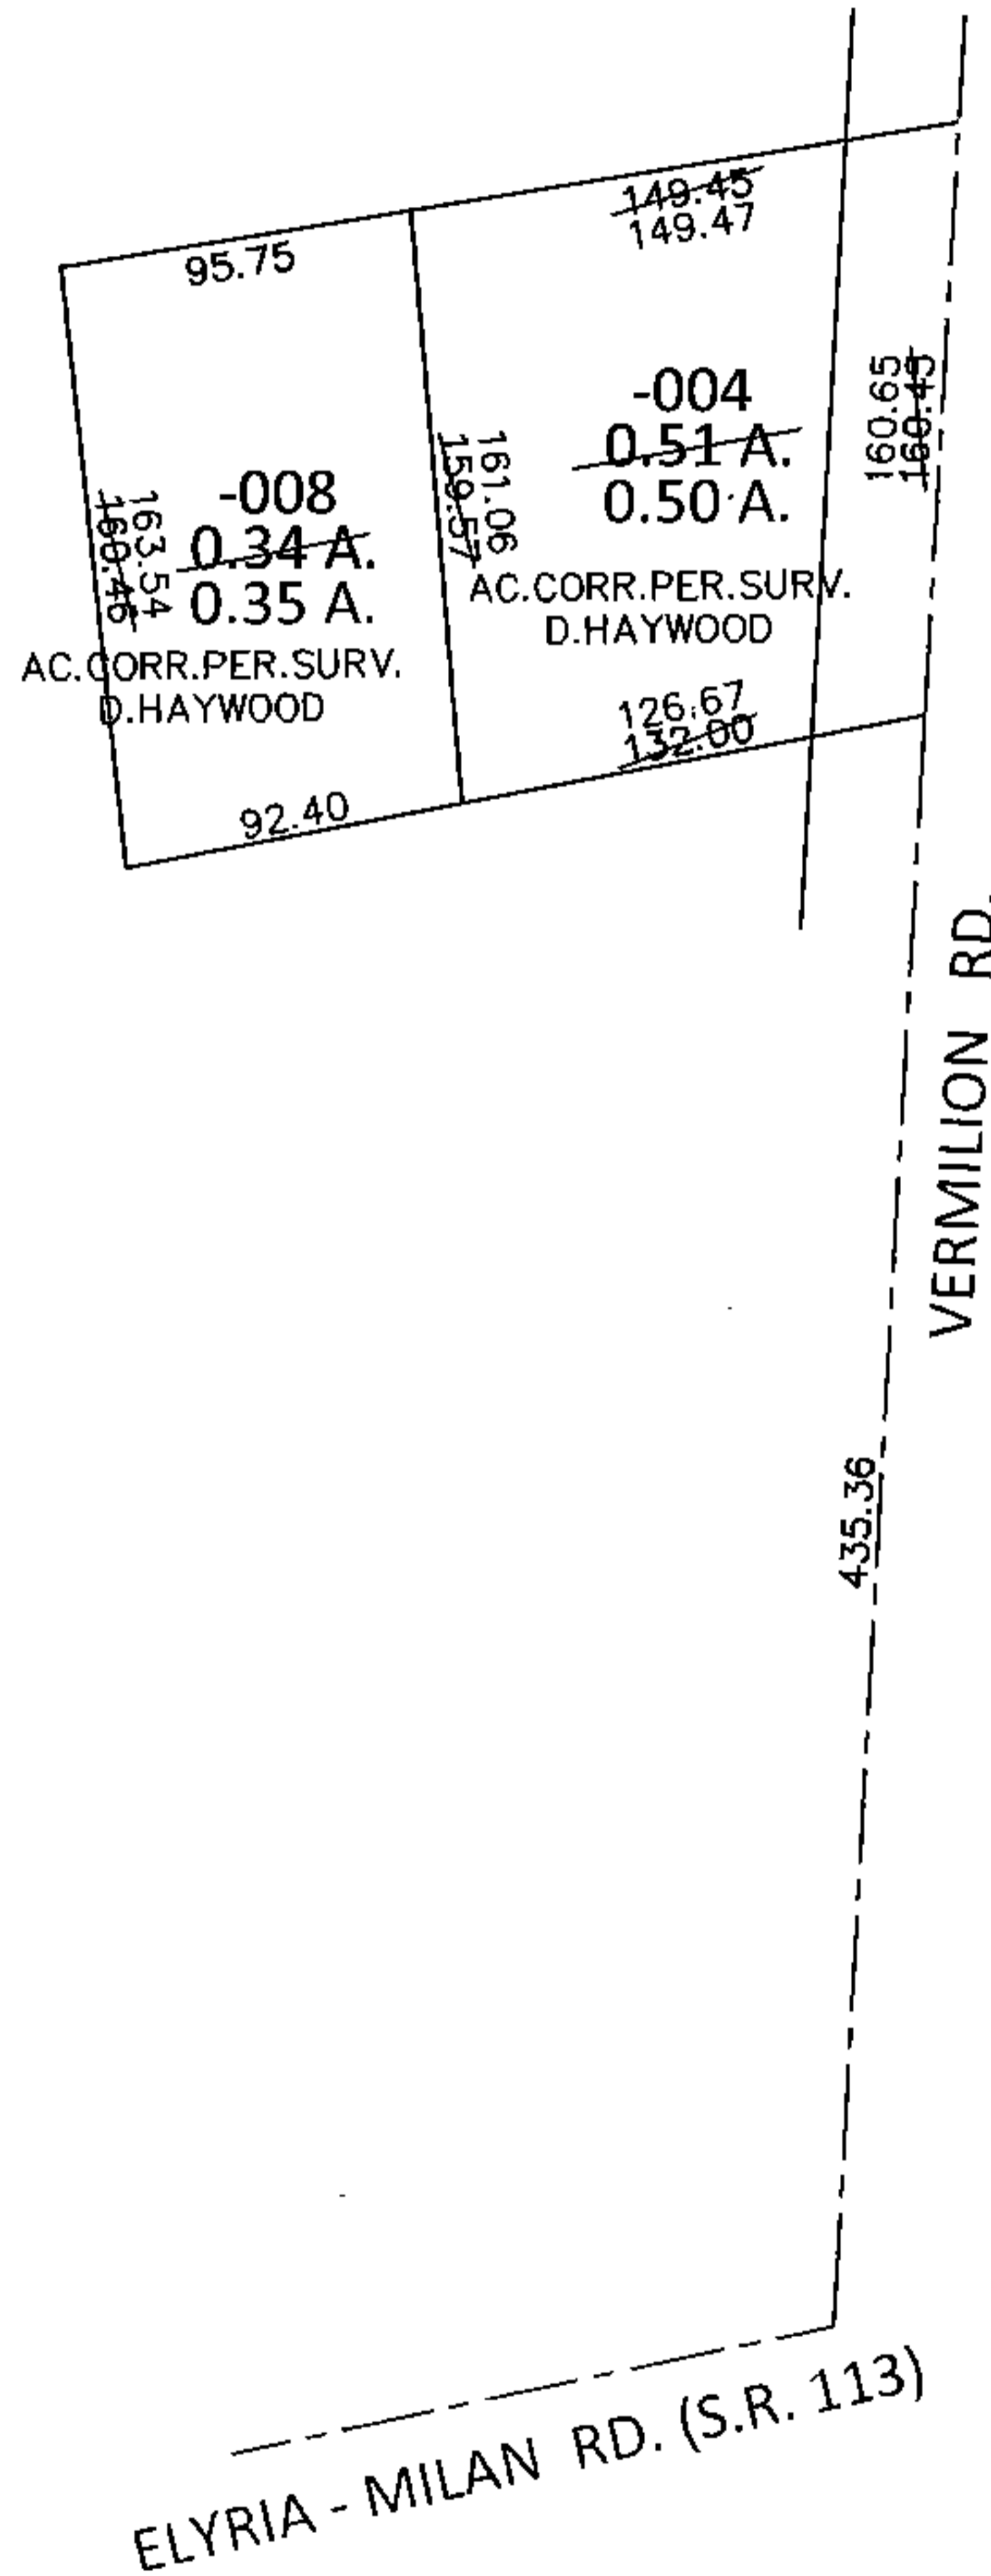 149.45
149.47
95.75
160.65
160.45
-004
0.51 A.
0.50 A.
AC.CORR.PER.SURV.
D.HAYWOOD
161.06
159.57
-008
0.34 A.
0.35 A.
AC.CORR.PER.SURV.
D.HAYWOOD
163.54
160.46
126.67
132.00
92.40
VERMILION RD.
435.36
ELYRIA - MILAN RD. (S.R. 113)